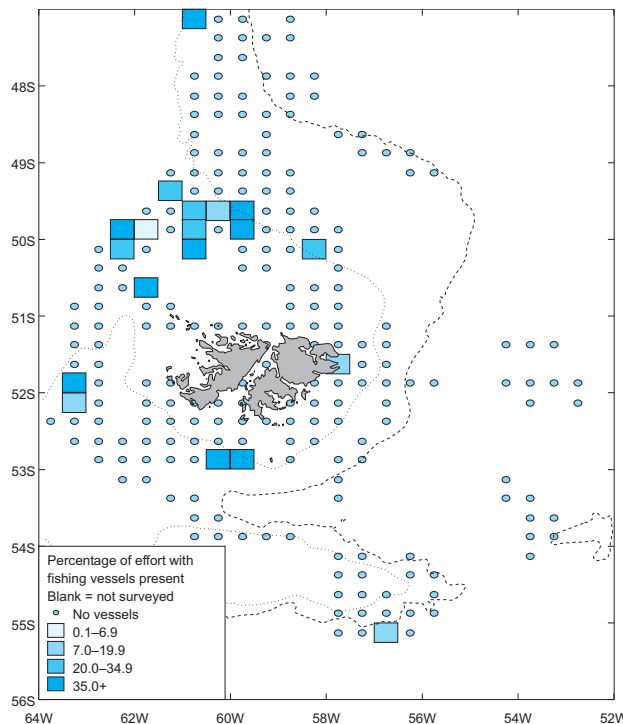 48S
49S
50S
51S
52S
53S
54S
55S
56S
Percentage of effort with
fishing vessels present
Blank = not surveyed
No vessels
0.1–6.9
7.0–19.9
20.0–34.9
35.0+
64W 62W 60W 58W 56W 54W 52W